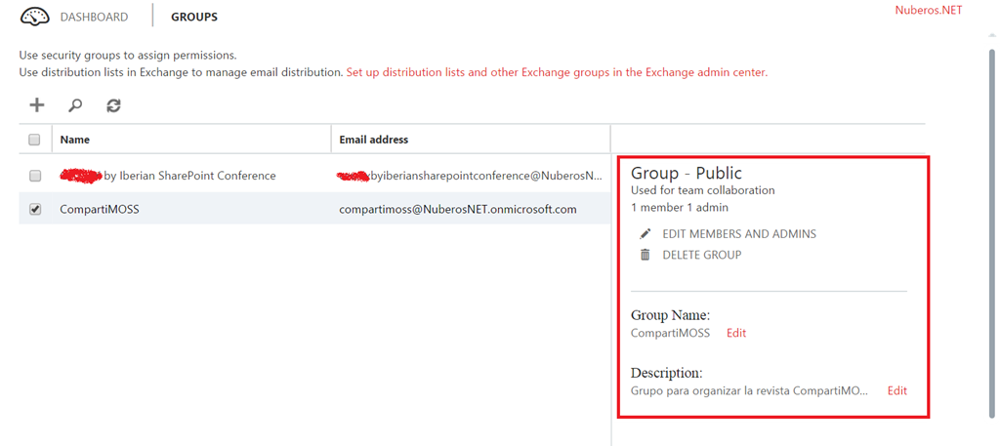 DASHBOARD GROUPS
Nuberos.NET
Use security groups to assign permissions.
Use distribution lists in Exchange to manage email distribution. Set up distribution lists and other Exchange groups in the Exchange admin center.
Name Email address
by Iberian SharePoint Conference byiberiansharepointconference@NuberosN...
CompartiMOSS compartimoss@NuberosNET.onmicrosoft.com
Group - Public
Used for team collaboration
1 member 1 admin
EDIT MEMBERS AND ADMINS
DELETE GROUP
Group Name:
CompartiMOSS Edit
Description:
Grupo para organizar la revista CompartiMO... Edit